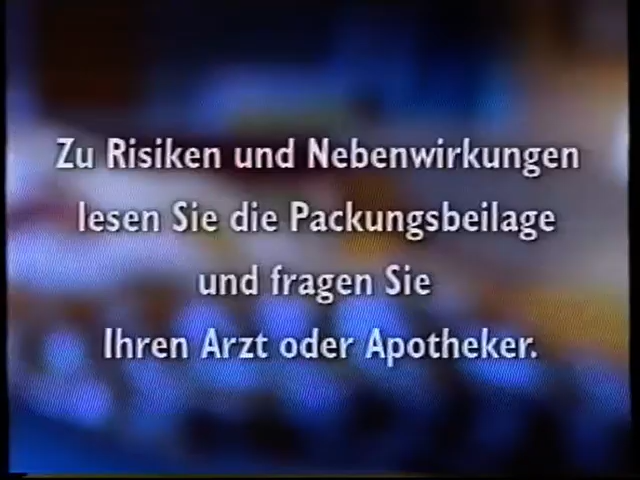 Zu Risiken und Nebenwirkungen
lesen Sie die Packungsbeilage
und fragen Sie
Ihren Arzt oder Apotheker.